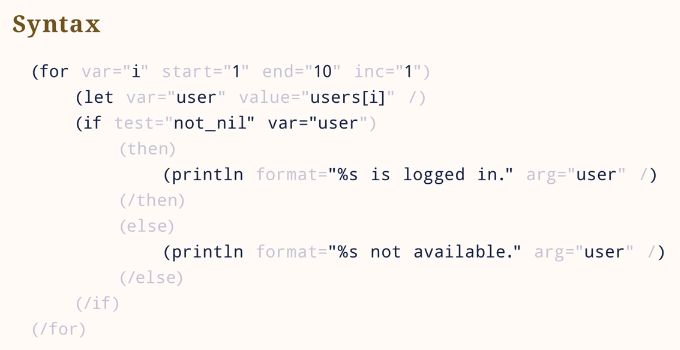 Syntax
(for var="i" start="1" end="10" inc="1")
(let var="user" value="users[i]" /)
(if test="not_nil" var="user")
(then)
(println format="%s is logged in." arg="user" /)
(/then)
(else)
(println format="%s not available." arg="user" /)
(/else)
(/if)
(/for)